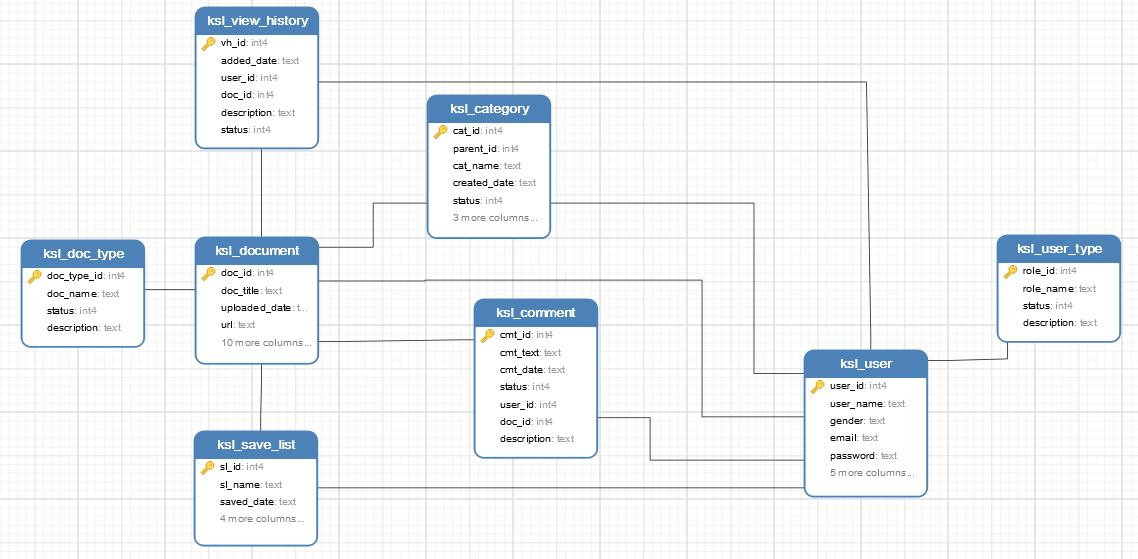 ksl_view_history
vh_id: int4
added_date: text
user_id: int4
doc_id: int4
description: text
status: int4
ksl_category
cat_id: int4
parent_id: int4
cat_name: text
created_date: text
status: int4
3 more columns...
ksl_doc_type
doc_type_id: int4
doc_name: text
status: int4
description: text
ksl_document
doc_id: int4
doc_title: text
uploaded_date: t...
url: text
10 more columns...
ksl_comment
cmt_id: int4
cmt_text: text
cmt_date: text
status: int4
user_id: int4
doc_id: int4
description: text
ksl_user_type
role_id: int4
role_name: text
status: int4
description: text
ksl_user
user_id: int4
user_name: text
gender: text
email: text
password: text
5 more columns...
ksl_save_list
sl_id: int4
sl_name: text
saved_date: text
4 more columns...